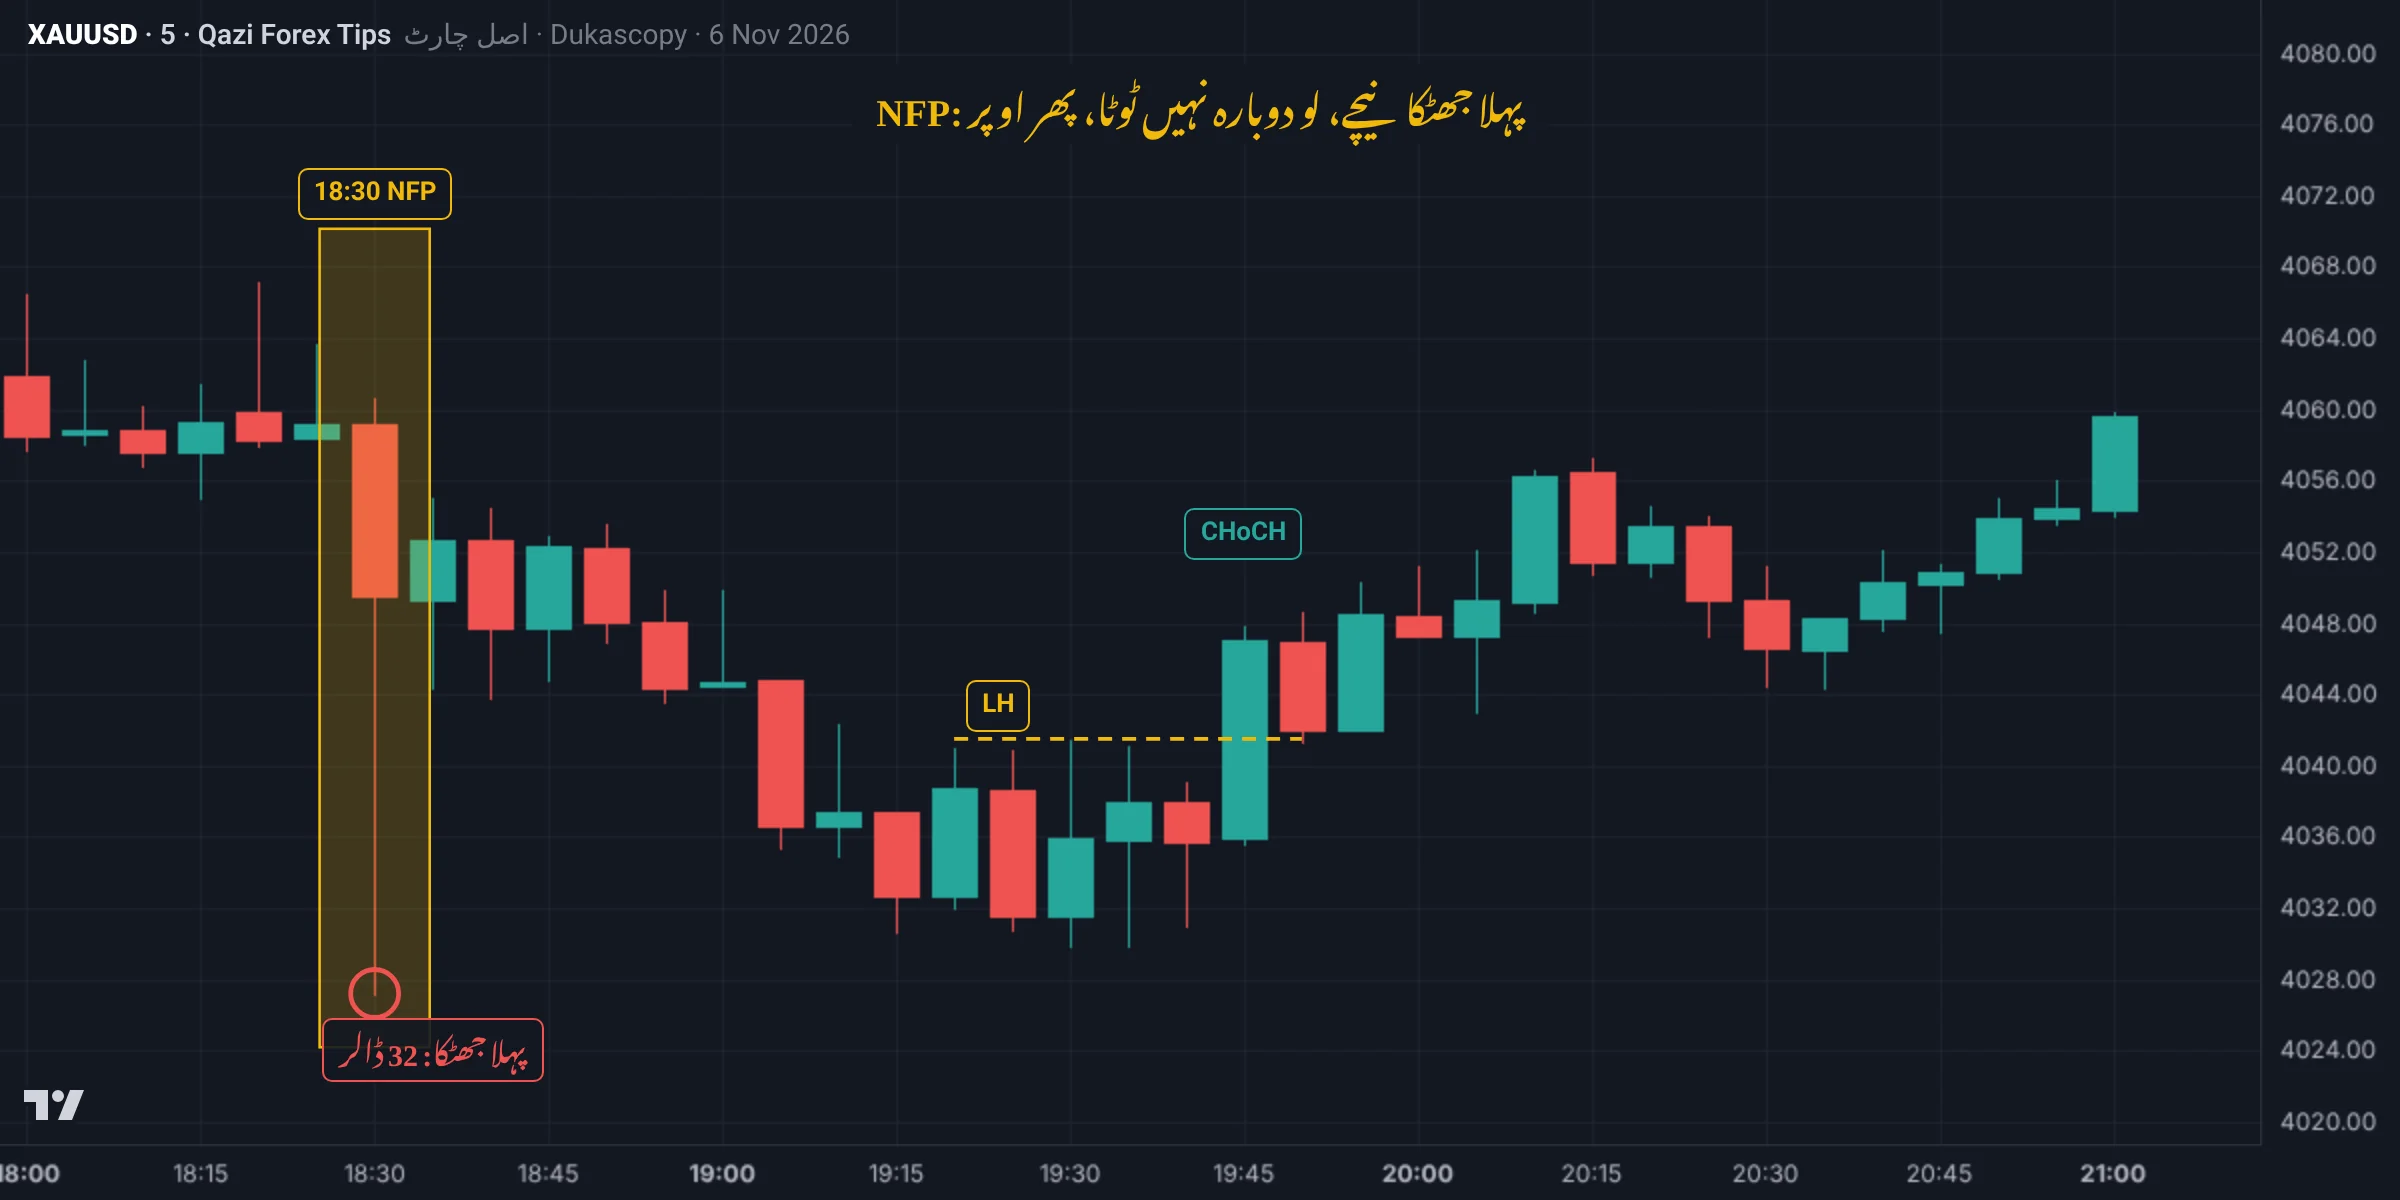 XAUUSD · 5 · Qazi Forex Tips اصل چارٹ · Dukascopy · 6 Nov 2026
NFP: پہلا جھٹکا نیچے، لو دوبارہ نہیں ٹوٹا، پھر اوپر
18:30 NFP
CHoCH
LH
پہلا جھٹکا: 32 ڈالر
4080.00
4076.00
4072.00
4068.00
4064.00
4060.00
4056.00
4052.00
4048.00
4044.00
4040.00
4036.00
4032.00
4028.00
4024.00
4020.00
18:00 18:15 18:30 18:45 19:00 19:15 19:30 19:45 20:00 20:15 20:30 20:45 21:00